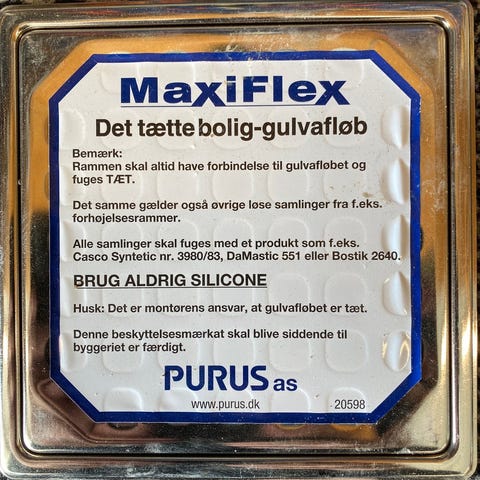 MaxiFlex
Det tætte bolig-gulvafløb
Bemærk:
Rammen skal altid have forbindelse til gulvafløbet og
fuges TÆT.
Det samme gælder også øvrige løse samlinger fra f.eks.
forhøjelsesrammer.
Alle samlinger skal fuges med et produkt som f.eks.
Casco Syntetic nr. 3980/83, DaMastic 551 eller Bostik 2640.
BRUG ALDRIG SILICONE
Husk: Det er montørens ansvar, at gulvafløbet er tæt.
Denne beskyttelsesmærkat skal blive siddende til
byggeriet er færdigt.
PURUS as
www.purus.dk 20598